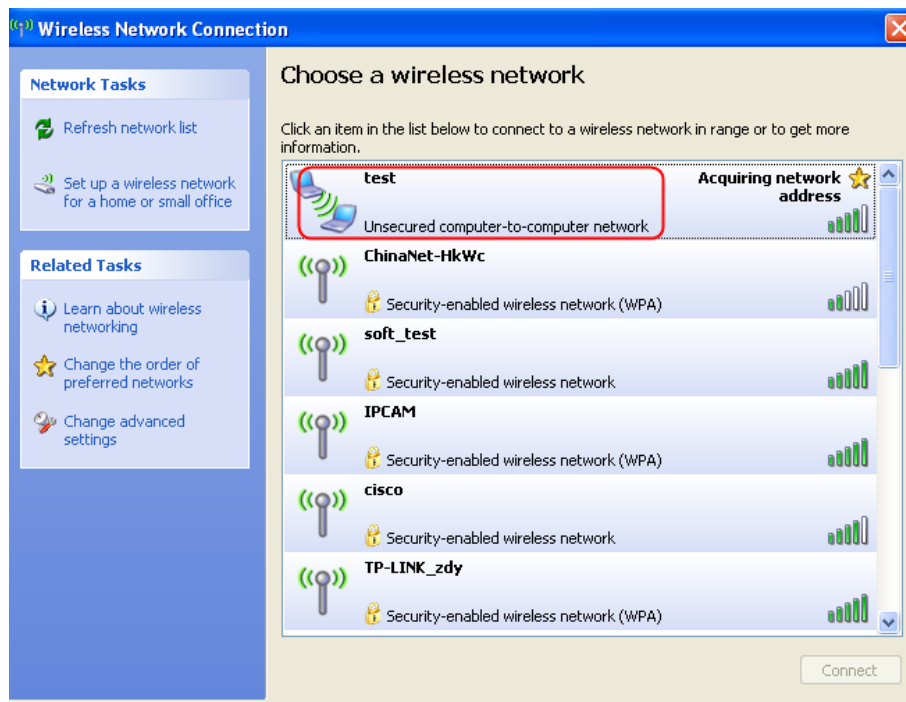 Wireless Network Connection
Network Tasks
Refresh network list
Set up a wireless network
for a home or small office
Related Tasks
Learn about wireless
networking
Change the order of
preferred networks
Change advanced
settings
Choose a wireless network
Click an item in the list below to connect to a wireless network in range or to get more
information.
test
Acquiring network
address
Unsecured computer-to-computer network
ChinaNet-HkWc
Security-enabled wireless network (WPA)
soft_test
Security-enabled wireless network
IPCAM
Security-enabled wireless network (WPA)
cisco
Security-enabled wireless network
TP-LINK_zdy
Security-enabled wireless network (WPA)
Connect